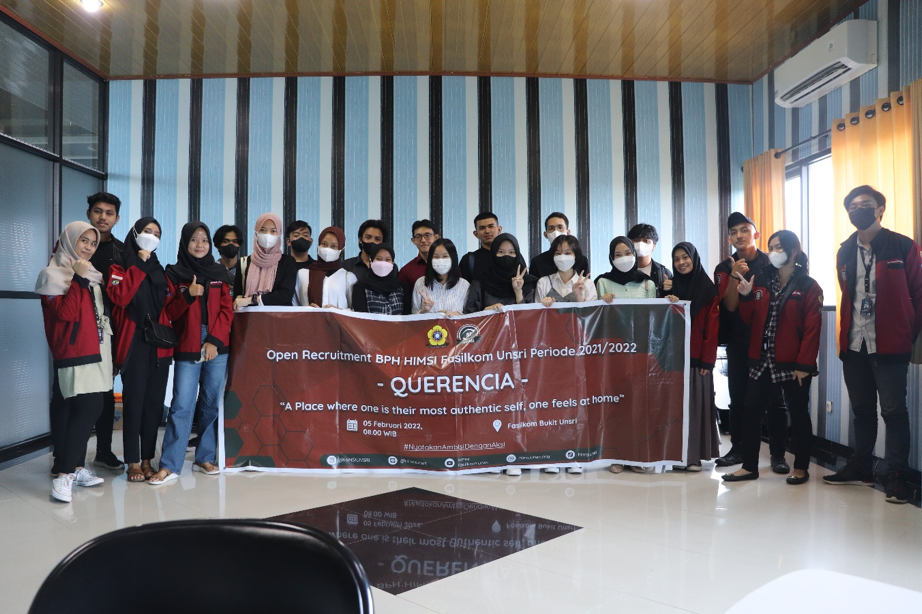 Open Recruitment BPH HIMSI Fasilkom Unsri Periode 2021/2022
- QUERENCIA -
"A Place where one is their most authentic self, one feels at home"
05 Februari 2022,
08.00 WIB
Fasilkom Bukit Unsri
#NyatakanAmbisiDenganAksi